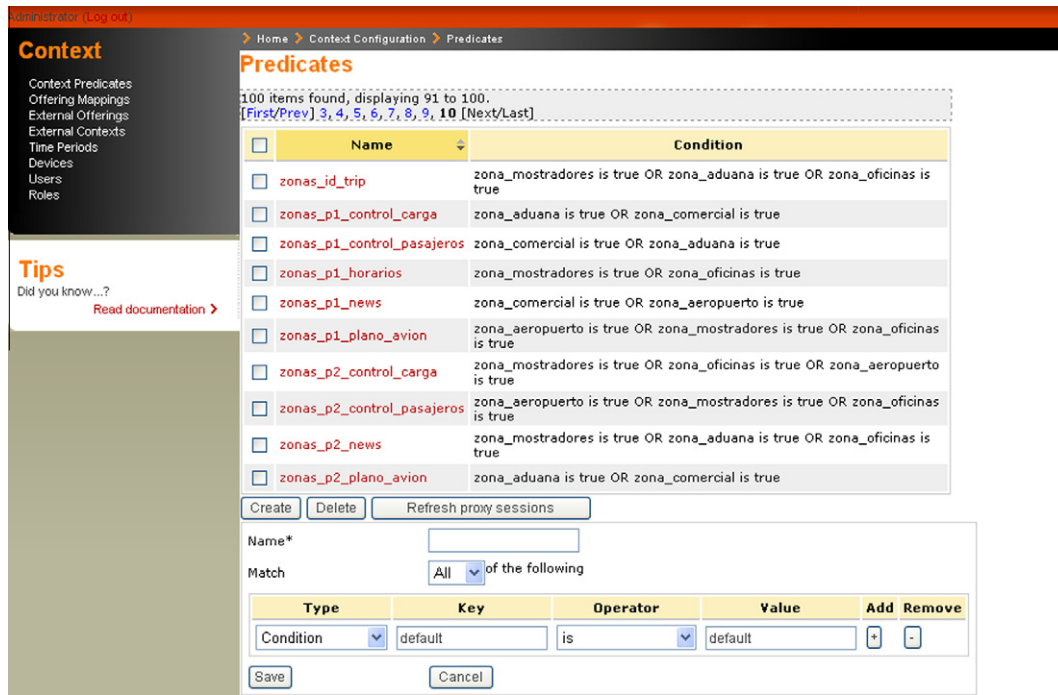 Administrator (Log out)
Context
Context Predicates
Offering Mappings
External Offerings
External Contexts
Time Periods
Devices
Users
Roles
Tips
Did you know...?
Read documentation
Home Context Configuration Predicates
Predicates
100 items found, displaying 91 to 100.
[First/Prev] 3, 4, 5, 6, 7, 8, 9, 10 [Next/Last]
Name Condition
zonas_id_trip zona_mostradores is true OR zona_aduana is true OR zona_oficinas is
true
zonas_p1_control_carga zona_aduana is true OR zona_comercial is true
zonas_p1_control_pasajeros zona_comercial is true OR zona_aduana is true
zonas_p1_horarios zona_mostradores is true OR zona_oficinas is true
zonas_p1_news zona_comercial is true OR zona_aeropuerto is true
zonas_p1_plano_avion zona_aeropuerto is true OR zona_mostradores is true OR zona_oficinas
is true
zonas_p2_control_carga zona_mostradores is true OR zona_oficinas is true OR zona_aeropuerto
is true
zonas_p2_control_pasajeros zona_aeropuerto is true OR zona_mostradores is true OR zona_oficinas
is true
zonas_p2_news zona_mostradores is true OR zona_aduana is true OR zona_oficinas is
true
zonas_p2_plano_avion zona_aduana is true OR zona_comercial is true
Create Delete Refresh proxy sessions
Name*
Match All of the following
Type Key Operator Value Add Remove
Condition default is default + -
Save Cancel